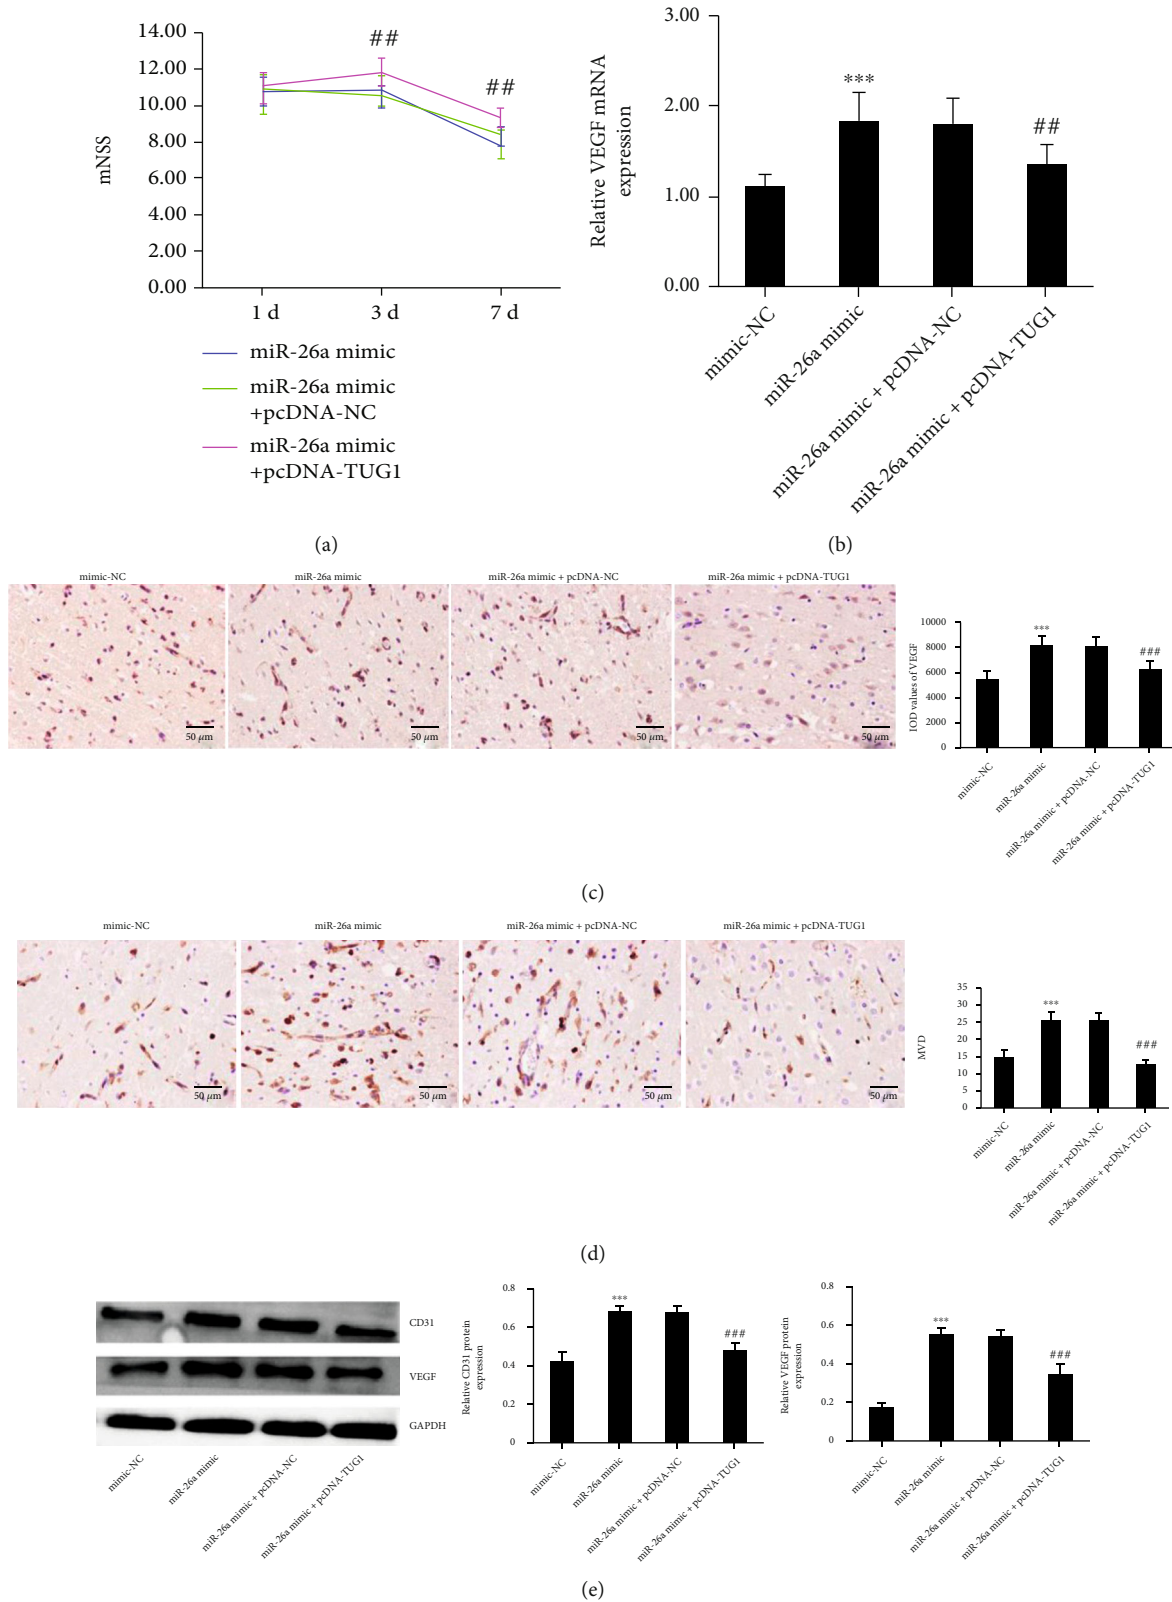 14.00
12.00
10.00
8.00
6.00
4.00
2.00
0.00
mNSS
##
##
1 d
3 d
7 d
miR-26a mimic
miR-26a mimic
+pcDNA-NC
miR-26a mimic
+pcDNA-TUG1
(a)
3.00
2.00
1.00
0.00
Relative VEGF mRNA
expression
***
##
mimic-NC
miR-26a mimic
miR-26a mimic + pcDNA-NC
miR-26a mimic + pcDNA-TUG1
(b)
mimic-NC
miR-26a mimic
miR-26a mimic + pcDNA-NC
miR-26a mimic + pcDNA-TUG1
50 μm
50 μm
50 μm
50 μm
10000
8000
6000
4000
2000
0
IOD values of VEGF
***
###
mimic-NC
miR-26a mimic
miR-26a mimic + pcDNA-NC
miR-26a mimic + pcDNA-TUG1
(c)
mimic-NC
miR-26a mimic
miR-26a mimic + pcDNA-NC
miR-26a mimic + pcDNA-TUG1
50 μm
50 μm
50 μm
50 μm
35
30
25
20
15
10
5
0
MVD
***
###
mimic-NC
miR-26a mimic
miR-26a mimic + pcDNA-NC
miR-26a mimic + pcDNA-TUG1
(d)
CD31
VEGF
GAPDH
mimic-NC
miR-26a mimic
miR-26a mimic + pcDNA-NC
miR-26a mimic + pcDNA-TUG1
0.8
0.6
0.4
0.2
0
Relative CD31 protein
expression
***
###
mimic-NC
miR-26a mimic
miR-26a mimic + pcDNA-NC
miR-26a mimic + pcDNA-TUG1
0.8
0.6
0.4
0.2
0
Relative VEGF protein
expression
***
###
mimic-NC
miR-26a mimic
miR-26a mimic + pcDNA-NC
miR-26a mimic + pcDNA-TUG1
(e)